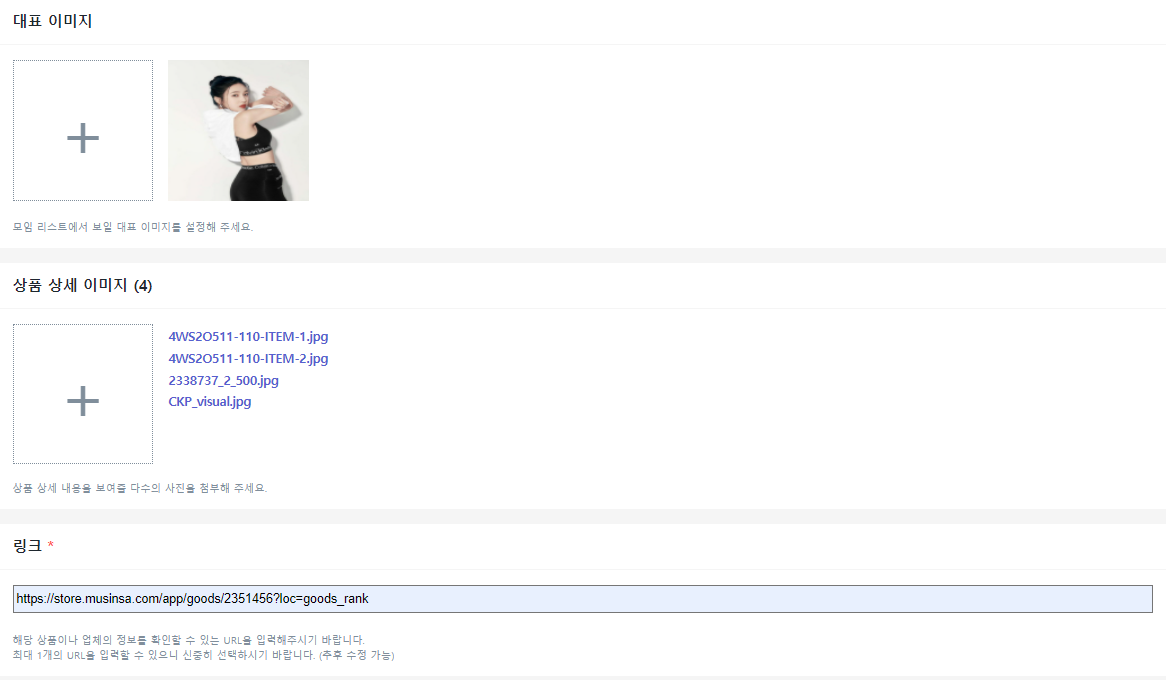 대표 이미지
모임 리스트에서 보일 대표 이미지를 설정해 주세요.
상품 상세 이미지 (4)
4WS2O511-110-ITEM-1.jpg
4WS2O511-110-ITEM-2.jpg
2338737_2_500.jpg
CKP_visual.jpg
상품 상세 내용을 보여줄 다수의 사진을 첨부해 주세요.
링크 *
https://store.musinsa.com/app/goods/2351456?loc=goods_rank
해당 상품이나 업체의 정보를 확인할 수 있는 URL을 입력해주시기 바랍니다.
최대 1개의 URL을 입력할 수 있으니 신중히 선택하시기 바랍니다. (추후 수정 가능)